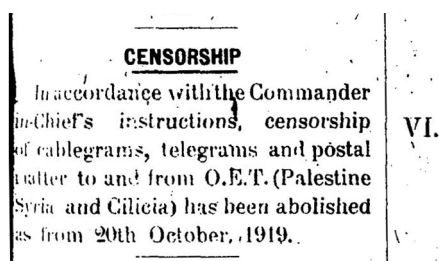 CENSORSHIP
In accordance with the Commander
in-Chief's instructions, censorship
of cablegrams, telegrams and postal
matter to and from O.E.T. (Palestine
Syria and Cilicia) has been abolished
as from 20th October, 1919.
VI.